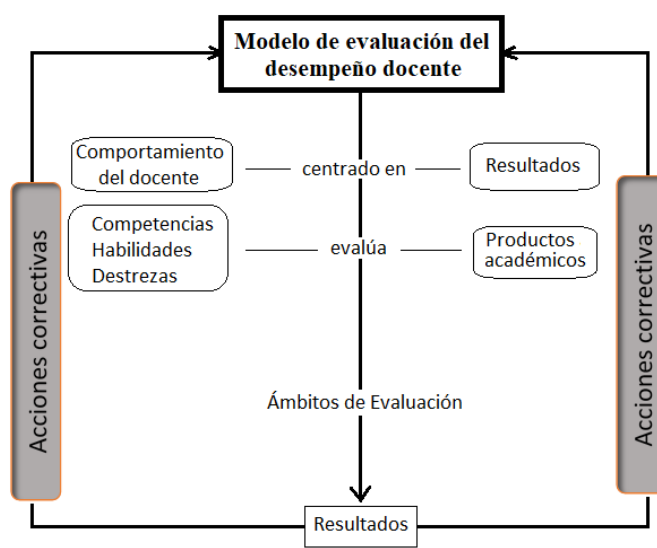 Modelo de evaluación del
desempeño docente
Comportamiento
del docente
centrado en
Resultados
Competencias
Habilidades
Destrezas
evalúa
Productos
académicos
Acciones correctivas
Acciones correctivas
Ámbitos de Evaluación
Resultados